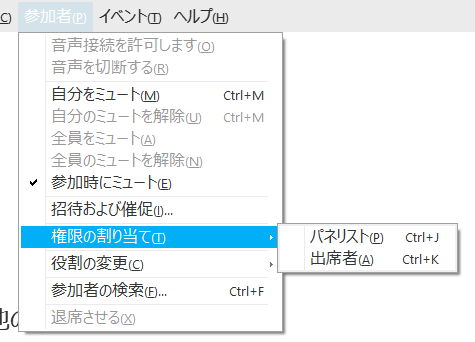 (C) 参加者(P) イベント(T) ヘルプ(H)
音声接続を許可します(O)
音声を切断する(R)
自分をミュート(M) Ctrl+M
自分のミュートを解除(U) Ctrl+M
全員をミュート(A)
全員のミュートを解除(N)
参加時にミュート(E)
招待および催促(I)...
権限の割り当て(T)
パネリスト(P) Ctrl+J
出席者(A) Ctrl+K
役割の変更(C)
参加者の検索(F)... Ctrl+F
退席させる(X)
他の